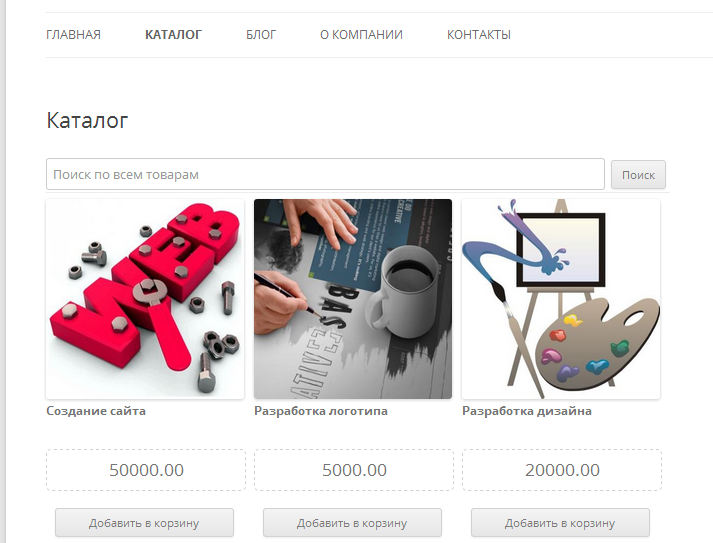 ГЛАВНАЯ КАТАЛОГ БЛОГ О КОМПАНИИ КОНТАКТЫ
Каталог
Поиск по всем товарам Поиск
WEB
BAS
Создание сайта Разработка логотипа Разработка дизайна
50000.00 5000.00 20000.00
Добавить в корзину Добавить в корзину Добавить в корзину